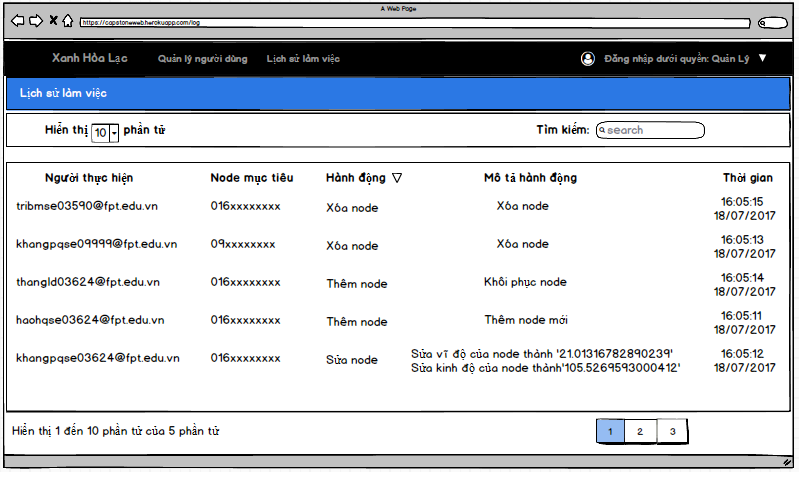 A Web Page
https://capstoneweb.herokuapp.com/log
Xanh Hòa Lạc Quản lý người dùng Lịch sử làm việc Đăng nhập dưới quyền: Quản Lý
Lịch sử làm việc
Hiển thị 10 phần tử Tìm kiếm: search
Người thực hiện Node mục tiêu Hành động Mô tả hành động Thời gian
tribmse03590@fpt.edu.vn 016xxxxxxxx Xóa node Xóa node 16:05:15
18/07/2017
khangpqse09999@fpt.edu.vn 09xxxxxxxx Xóa node Xóa node 16:05:13
18/07/2017
thangld03624@fpt.edu.vn 016xxxxxxxx Thêm node Khôi phục node 16:05:14
18/07/2017
haohqse03624@fpt.edu.vn 016xxxxxxxx Thêm node Thêm node mới 16:05:11
18/07/2017
khangpqse03624@fpt.edu.vn 016xxxxxxxx Sửa node Sửa vĩ độ của node thành '21.01316782890239' 16:05:12
Sửa kinh độ của node thành'105.5269593000412' 18/07/2017
Hiển thị 1 đến 10 phần tử của 5 phần tử 1 2 3